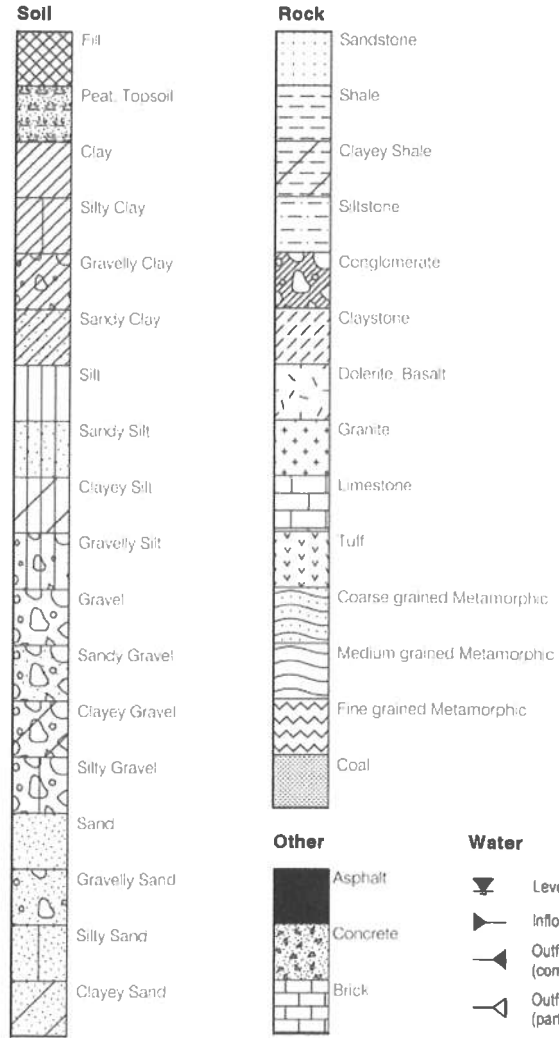 Soil
Fill
Peat, Topsoil
Clay
Silty Clay
Gravelly Clay
Sandy Clay
Silt
Sandy Silt
Clayey Silt
Gravelly Silt
Gravel
Sandy Gravel
Clayey Gravel
Silty Gravel
Sand
Gravelly Sand
Silty Sand
Clayey Sand
Rock
Sandstone
Shale
Clayey Shale
Siltstone
Conglomerate
Claystone
Dolerite, Basalt
Granite
Limestone
Tuff
Coarse grained Metamorphic
Medium grained Metamorphic
Fine grained Metamorphic
Coal
Other
Asphalt
Concrete
Brick
Water